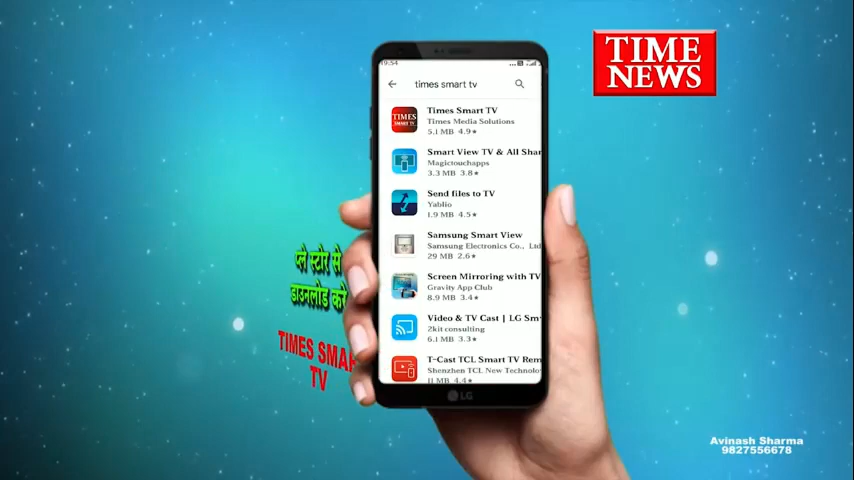 TIME
NEWS
19:54
times smart tv
TIMES
SMART TV
Times Smart TV
Times Media Solutions
5.1 MB 4.9★
Smart View TV & All Shar
Magictouchapps
3.3 MB 3.8★
Send files to TV
Yablio
1.9 MB 4.5★
Samsung Smart View
Samsung Electronics Co., Ltd
29 MB 2.6★
Screen Mirroring with TV
Gravity App Club
8.9 MB 3.4★
Video & TV Cast | LG Sm
2kit consulting
6.1 MB 3.3★
T-Cast TCL Smart TV Rem
Shenzhen TCL New Technolo
11 MB 4.4★
LG
प्ले स्टोर से
डाउनलोड करे
TIMES SMAR
TV
Avinash Sharma
9827556678